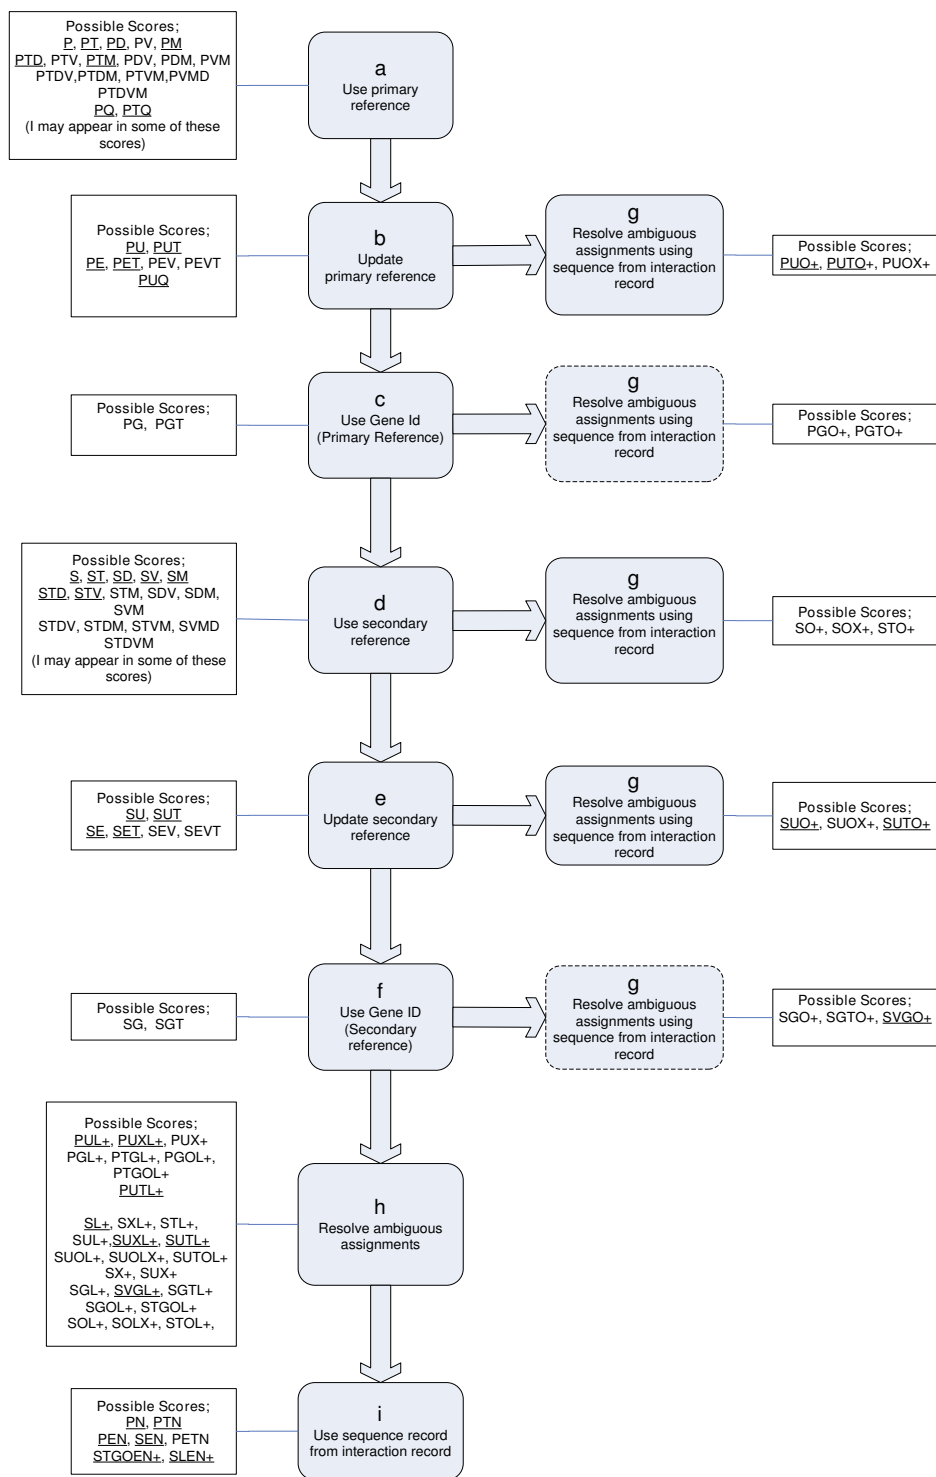 Possible Scores;
P, PT, PD, PV, PM
PTD, PTV, PTM, PDV, PDM, PVM
PTDV,PTDM, PTVM,PVMD
PTDVM
PQ, PTQ
(I may appear in some of these
scores)
a
Use primary
reference
Possible Scores;
PU, PUT
PE, PET, PEV, PEVT
PUQ
b
Update
primary reference
g
Resolve ambiguous
assignments using
sequence from interaction
record
Possible Scores;
PUO+, PUTO+, PUOX+
Possible Scores;
PG, PGT
c
Use Gene Id
(Primary Reference)
g
Resolve ambiguous
assignments using
sequence from interaction
record
Possible Scores;
PGO+, PGTO+
Possible Scores;
S, ST, SD, SV, SM
STD, STV, STM, SDV, SDM,
SVM
STDV, STDM, STVM, SVMD
STDVM
(I may appear in some of these
scores)
d
Use secondary
reference
g
Resolve ambiguous
assignments using
sequence from interaction
record
Possible Scores;
SO+, SOX+, STO+
Possible Scores;
SU, SUT
SE, SET, SEV, SEVT
e
Update secondary
reference
g
Resolve ambiguous
assignments using
sequence from interaction
record
Possible Scores;
SUO+, SUOX+, SUTO+
Possible Scores;
SG, SGT
f
Use Gene ID
(Secondary
reference)
g
Resolve ambiguous
assignments using
sequence from interaction
record
Possible Scores;
SGO+, SGTO+, SVGO+
Possible Scores;
PUL+, PUXL+, PUX+
PGL+, PTGL+, PGOL+,
PTGOL+
PUTL+
SL+, SXL+, STL+,
SUL+,SUXL+, SUTL+
SUOL+, SUOLX+, SUTOL+
SX+, SUX+
SGL+, SVGL+, SGTL+
SGOL+, STGOL+
SOL+, SOLX+, STOL+,
h
Resolve ambiguous
assignments
Possible Scores;
PN, PTN
PEN, SEN, PETN
STGOEN+, SLEN+
i
Use sequence record
from interaction record